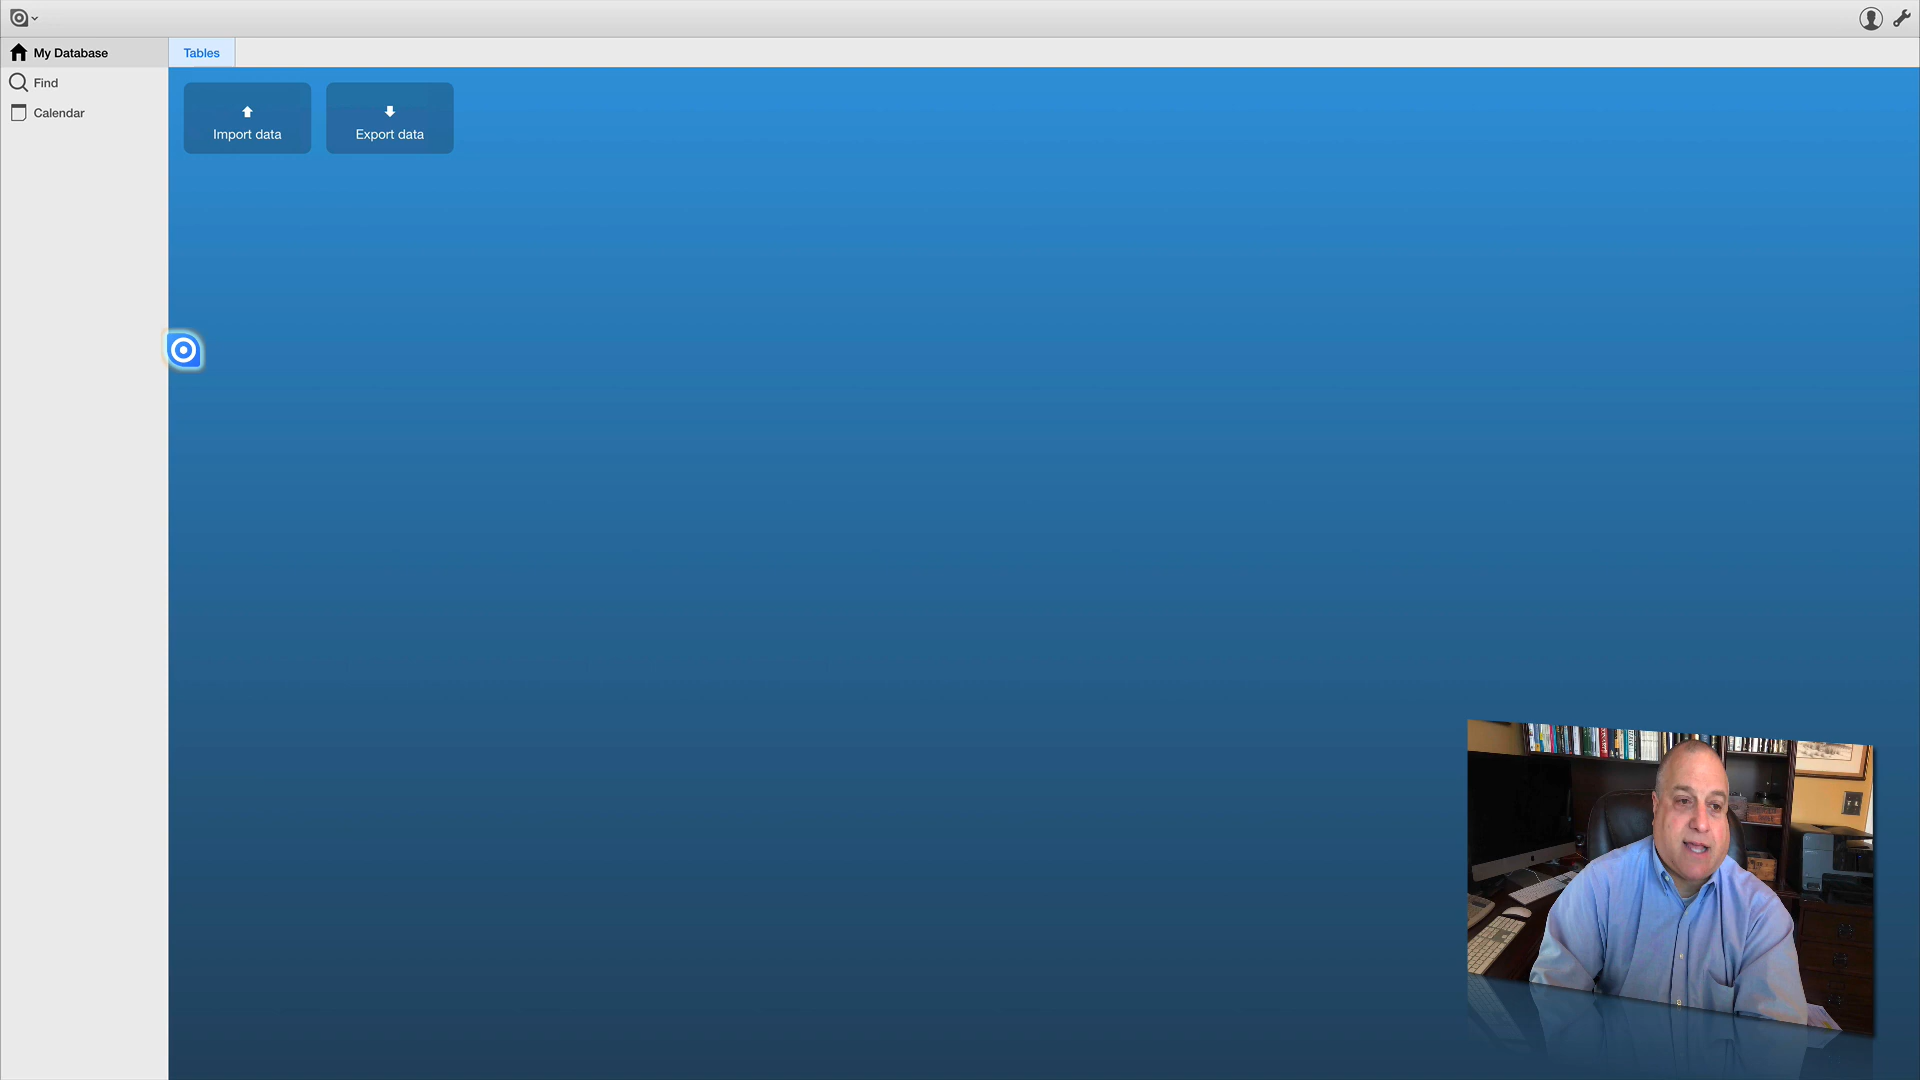 My Database
Tables
Find
Calendar
Import data
Export data